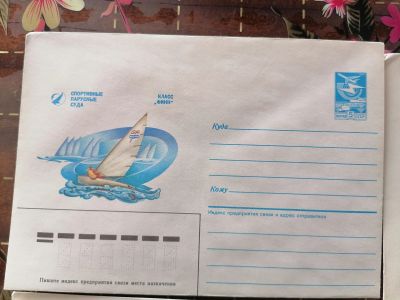 СПОРТИВНЫЕ
ПАРУСНЫЕ
СУДА
КЛАСС
"ФИНН"
Куда
Кому
Индекс предприятия связи и адрес отправителя
Пишите индекс предприятия связи места назначения